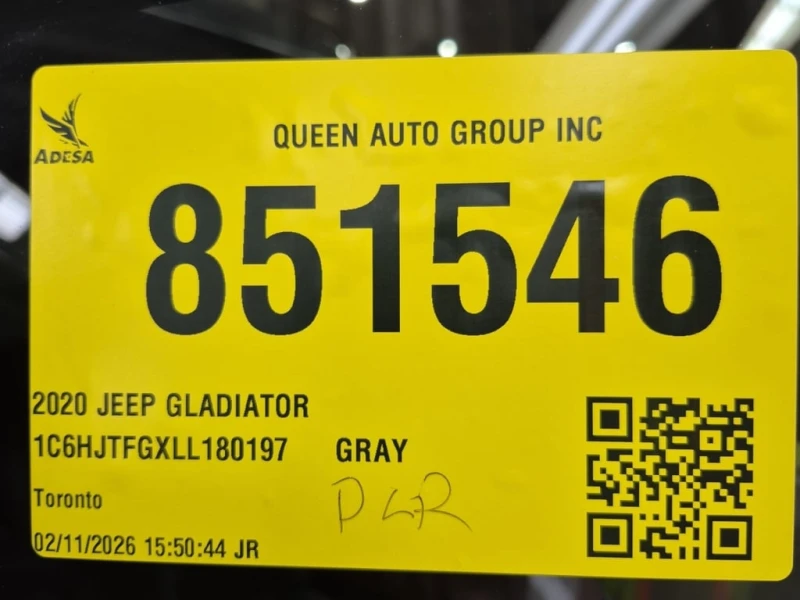 ADESA
QUEEN AUTO GROUP INC
851546
2020 JEEP GLADIATOR
1C6HJTFGXLL180197 GRAY
Toronto
02/11/2026 15:50:44 JR